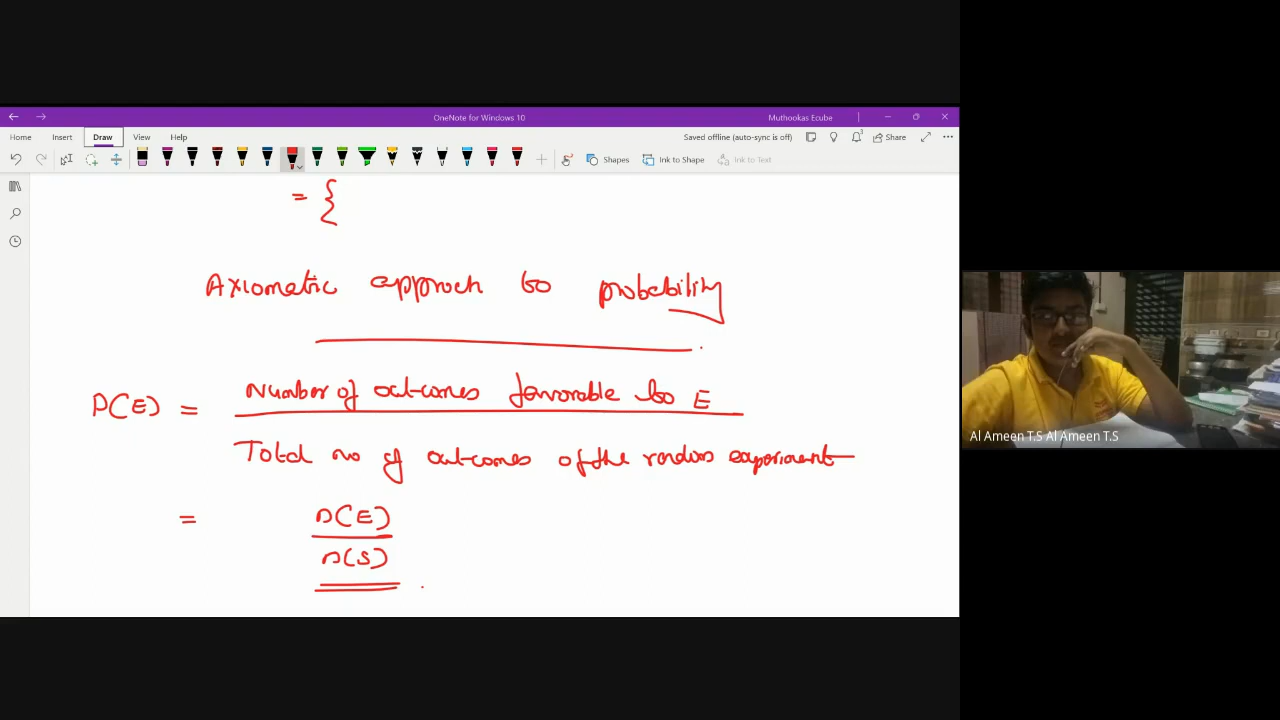 OneNote for Windows 10
Muthookas Ecube
Home Insert Draw View Help
Saved offline (auto-sync is off)
Share
Shapes
Ink to Shape
Ink to Text
= {
Axiomatic approach to probability
P(E) = Number of outcomes favorable to E
Total no of outcomes of the random experiment
= n(E)
n(S)
Al Ameen T.S Al Ameen T.S